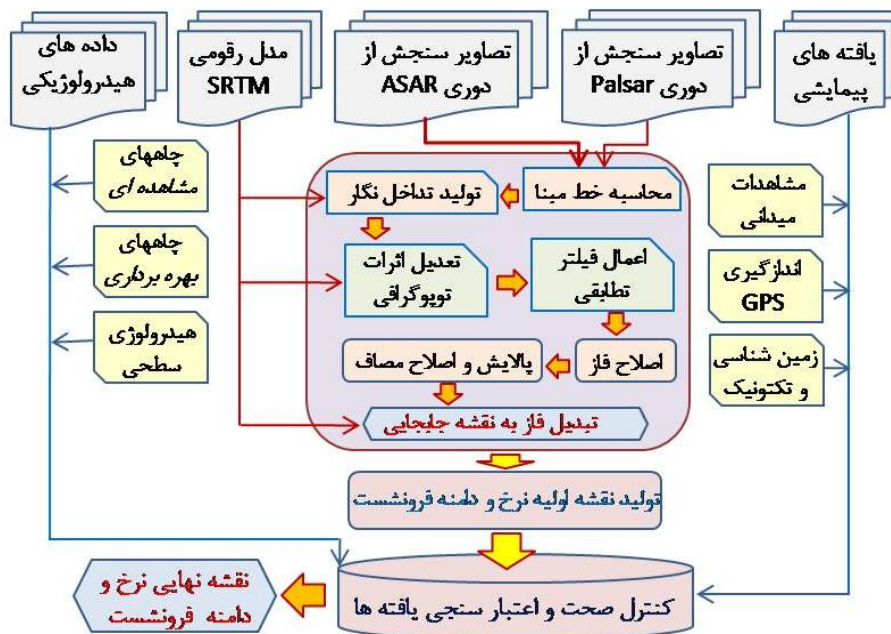 یافته های
پیمایشی
تصاویر سنجش از
دوری Palsar
تصاویر سنجش از
دوری ASAR
مدل رقومی
SRTM
داده های
هیدرولوژیکی
چاههای
مشاهده ای
چاههای
بهره برداری
هیدرولوژی
سطحی
مشاهدات
میدانی
اندازگیری
GPS
زمین شناسی
و تکتونیک
محاسبه خط مبنا
تولید تداخل نگار
تعدیل اثرات
توپوگرافی
اعمال فیلتر
تطابقی
اصلاح فاز
پالایش و اصلاح مصاف
تبدیل فاز به نقشه جابجایی
تولید نقشه اولیه نرخ و دامنه فرونشست
کنترل صحت و اعتبار سنجی یافته ها
نقشه نهایی نرخ و
دامنه فرونشست